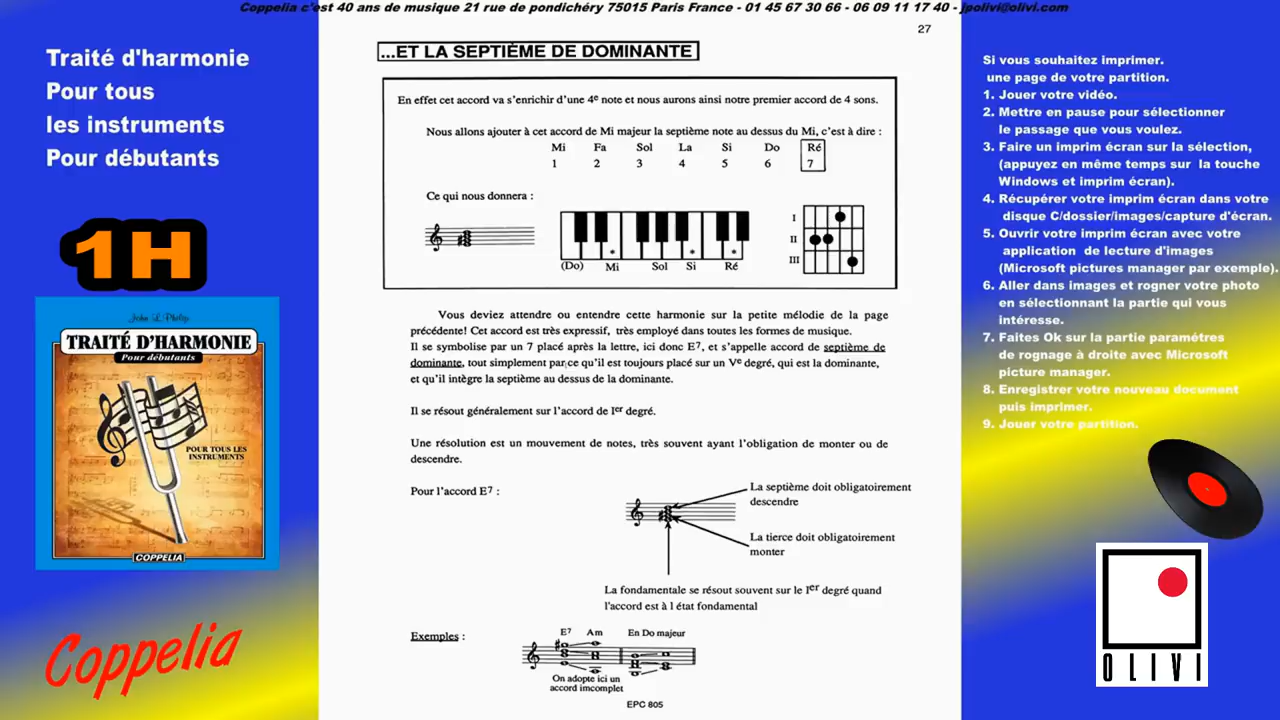 Coppelia c'est 40 ans de musique 21 rue de pondichéry 75015 Paris France - 01 45 67 30 66 - 06 09 11 17 40 - jpolivi@olivi.com
Traité d'harmonie
Pour tous
les instruments
Pour débutants
1H
John L. Philip
TRAITÉ D'HARMONIE
Pour débutants
POUR TOUS LES
INSTRUMENTS
COPPELIA
Coppelia
27
...ET LA SEPTIÈME DE DOMINANTE
En effet cet accord va s'enrichir d'une 4e note et nous aurons ainsi notre premier accord de 4 sons.
Nous allons ajouter à cet accord de Mi majeur la septième note au dessus du Mi, c'est à dire :
Mi Fa Sol La Si Do Ré
1 2 3 4 5 6 7
Ce qui nous donnera :
(Do) Mi Sol Si Ré
I
II
III
Vous deviez attendre ou entendre cette harmonie sur la petite mélodie de la page
précédente! Cet accord est très expressif, très employé dans toutes les formes de musique.
Il se symbolise par un 7 placé après la lettre, ici donc E7, et s'appelle accord de septième de
dominante, tout simplement parce qu'il est toujours placé sur un Ve degré, qui est la dominante,
et qu'il intègre la septième au dessus de la dominante.
Il se résout généralement sur l'accord de Ier degré.
Une résolution est un mouvement de notes, très souvent ayant l'obligation de monter ou de
descendre.
Pour l'accord E7 :
La septième doit obligatoirement
descendre
La tierce doit obligatoirement
monter
La fondamentale se résout souvent sur le Ier degré quand
l'accord est à l état fondamental
Exemples :
E7 Am En Do majeur
On adopte ici un
accord imcomplet
EPC 805
Si vous souhaitez imprimer.
une page de votre partition.
1. Jouer votre vidéo.
2. Mettre en pause pour sélectionner
le passage que vous voulez.
3. Faire un imprim écran sur la sélection,
(appuyez en même temps sur la touche
Windows et imprim écran).
4. Récupérer votre imprim écran dans votre
disque C/dossier/images/capture d'écran.
5. Ouvrir votre imprim écran avec votre
application de lecture d'images
(Microsoft pictures manager par exemple).
6. Aller dans images et rogner votre photo
en sélectionnant la partie qui vous
intéresse.
7. Faites Ok sur la partie paramétres
de rognage à droite avec Microsoft
picture manager.
8. Enregistrer votre nouveau document
puis imprimer.
9. Jouer votre partition.
OLIVI